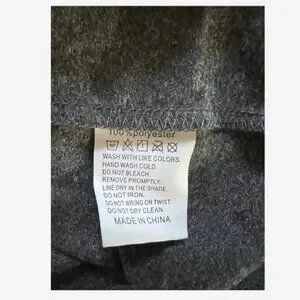 100%polyester
WASH WITH LIKE COLORS.
HAND WASH COLD.
DO NOT BLEACH.
REMOVE PROMPTLY.
LINE DRY IN THE SHADE.
DO NOT IRON.
DO NOT WRING OR TWIST.
DO NOT DRY CLEAN.
MADE IN CHINA